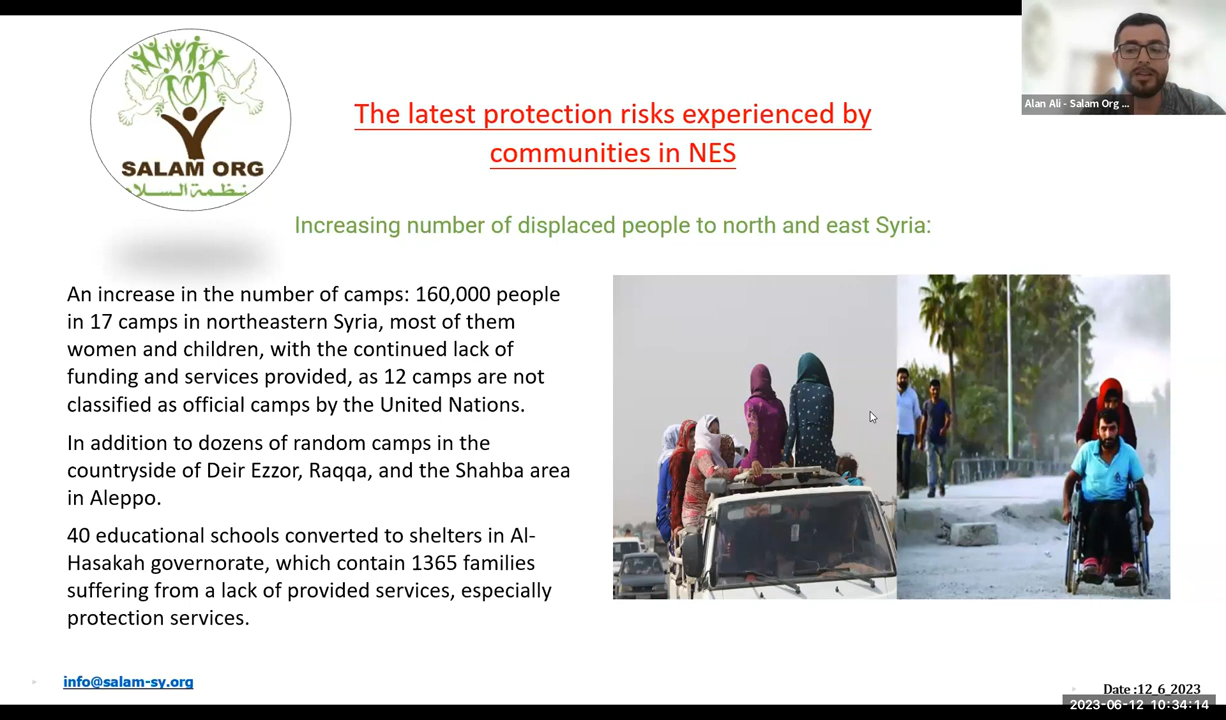 Alan Ali - Salam Org ...
SALAM ORG
The latest protection risks experienced by
communities in NES
Increasing number of displaced people to north and east Syria:
An increase in the number of camps: 160,000 people
in 17 camps in northeastern Syria, most of them
women and children, with the continued lack of
funding and services provided, as 12 camps are not
classified as official camps by the United Nations.
In addition to dozens of random camps in the
countryside of Deir Ezzor, Raqqa, and the Shahba area
in Aleppo.
40 educational schools converted to shelters in Al-
Hasakah governorate, which contain 1365 families
suffering from a lack of provided services, especially
protection services.
info@salam-sy.org
Date :12_6_2023
2023-06-12 10:34:14